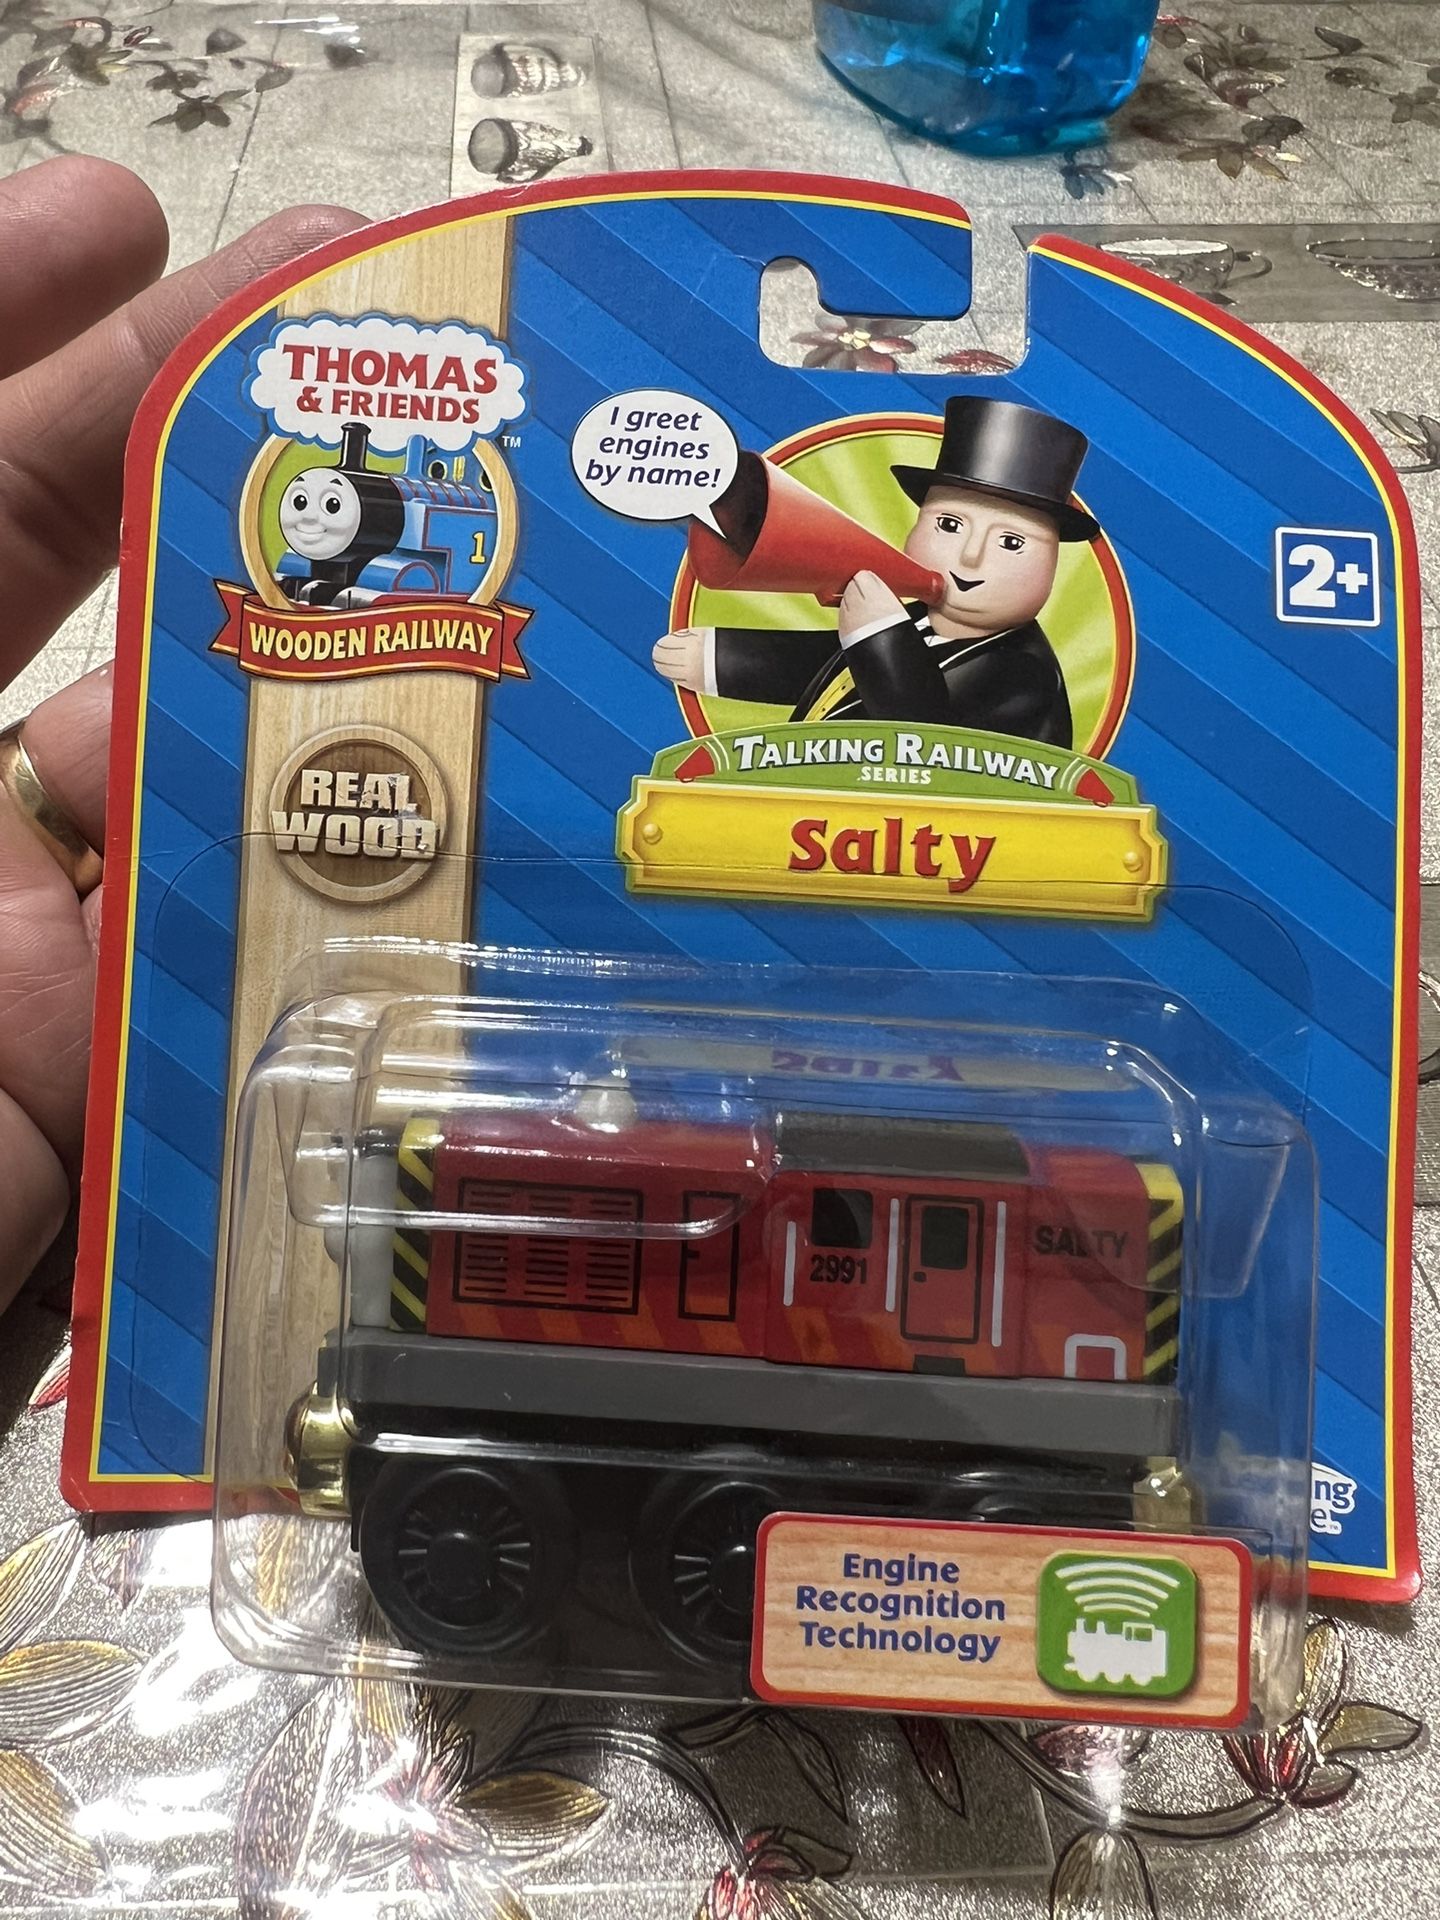 THOMAS
& FRIENDS
TM
1
WOODEN RAILWAY
REAL
WOOD
I greet
engines
by name!
2+
TALKING RAILWAY
SERIES
Salty
2991
SALTY
Engine
Recognition
Technology